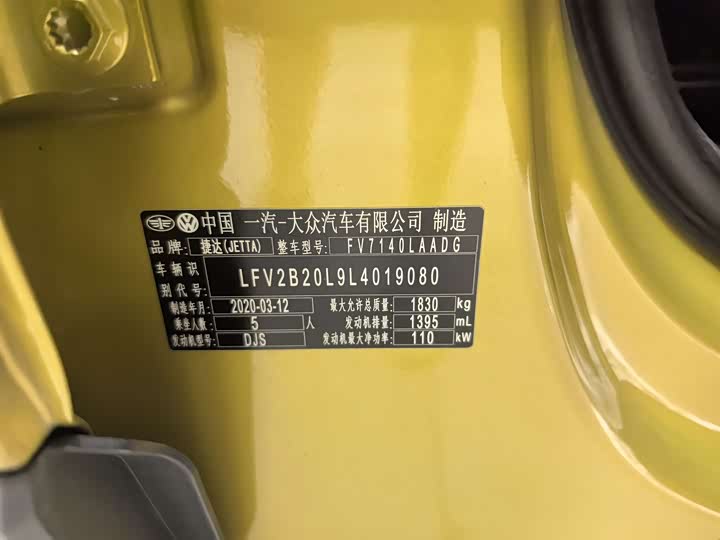 中国 一汽-大众汽车有限公司 制造
品牌: 捷达(JETTA) 整车型号: FV7140LAADG
车辆识别代号: LFV2B20L9L4019080
制造年月: 2020-03-12 最大允许总质量: 1830 kg
乘坐人数: 5 人 发动机排量: 1395 mL
发动机型号: DJS 发动机最大净功率: 110 kW